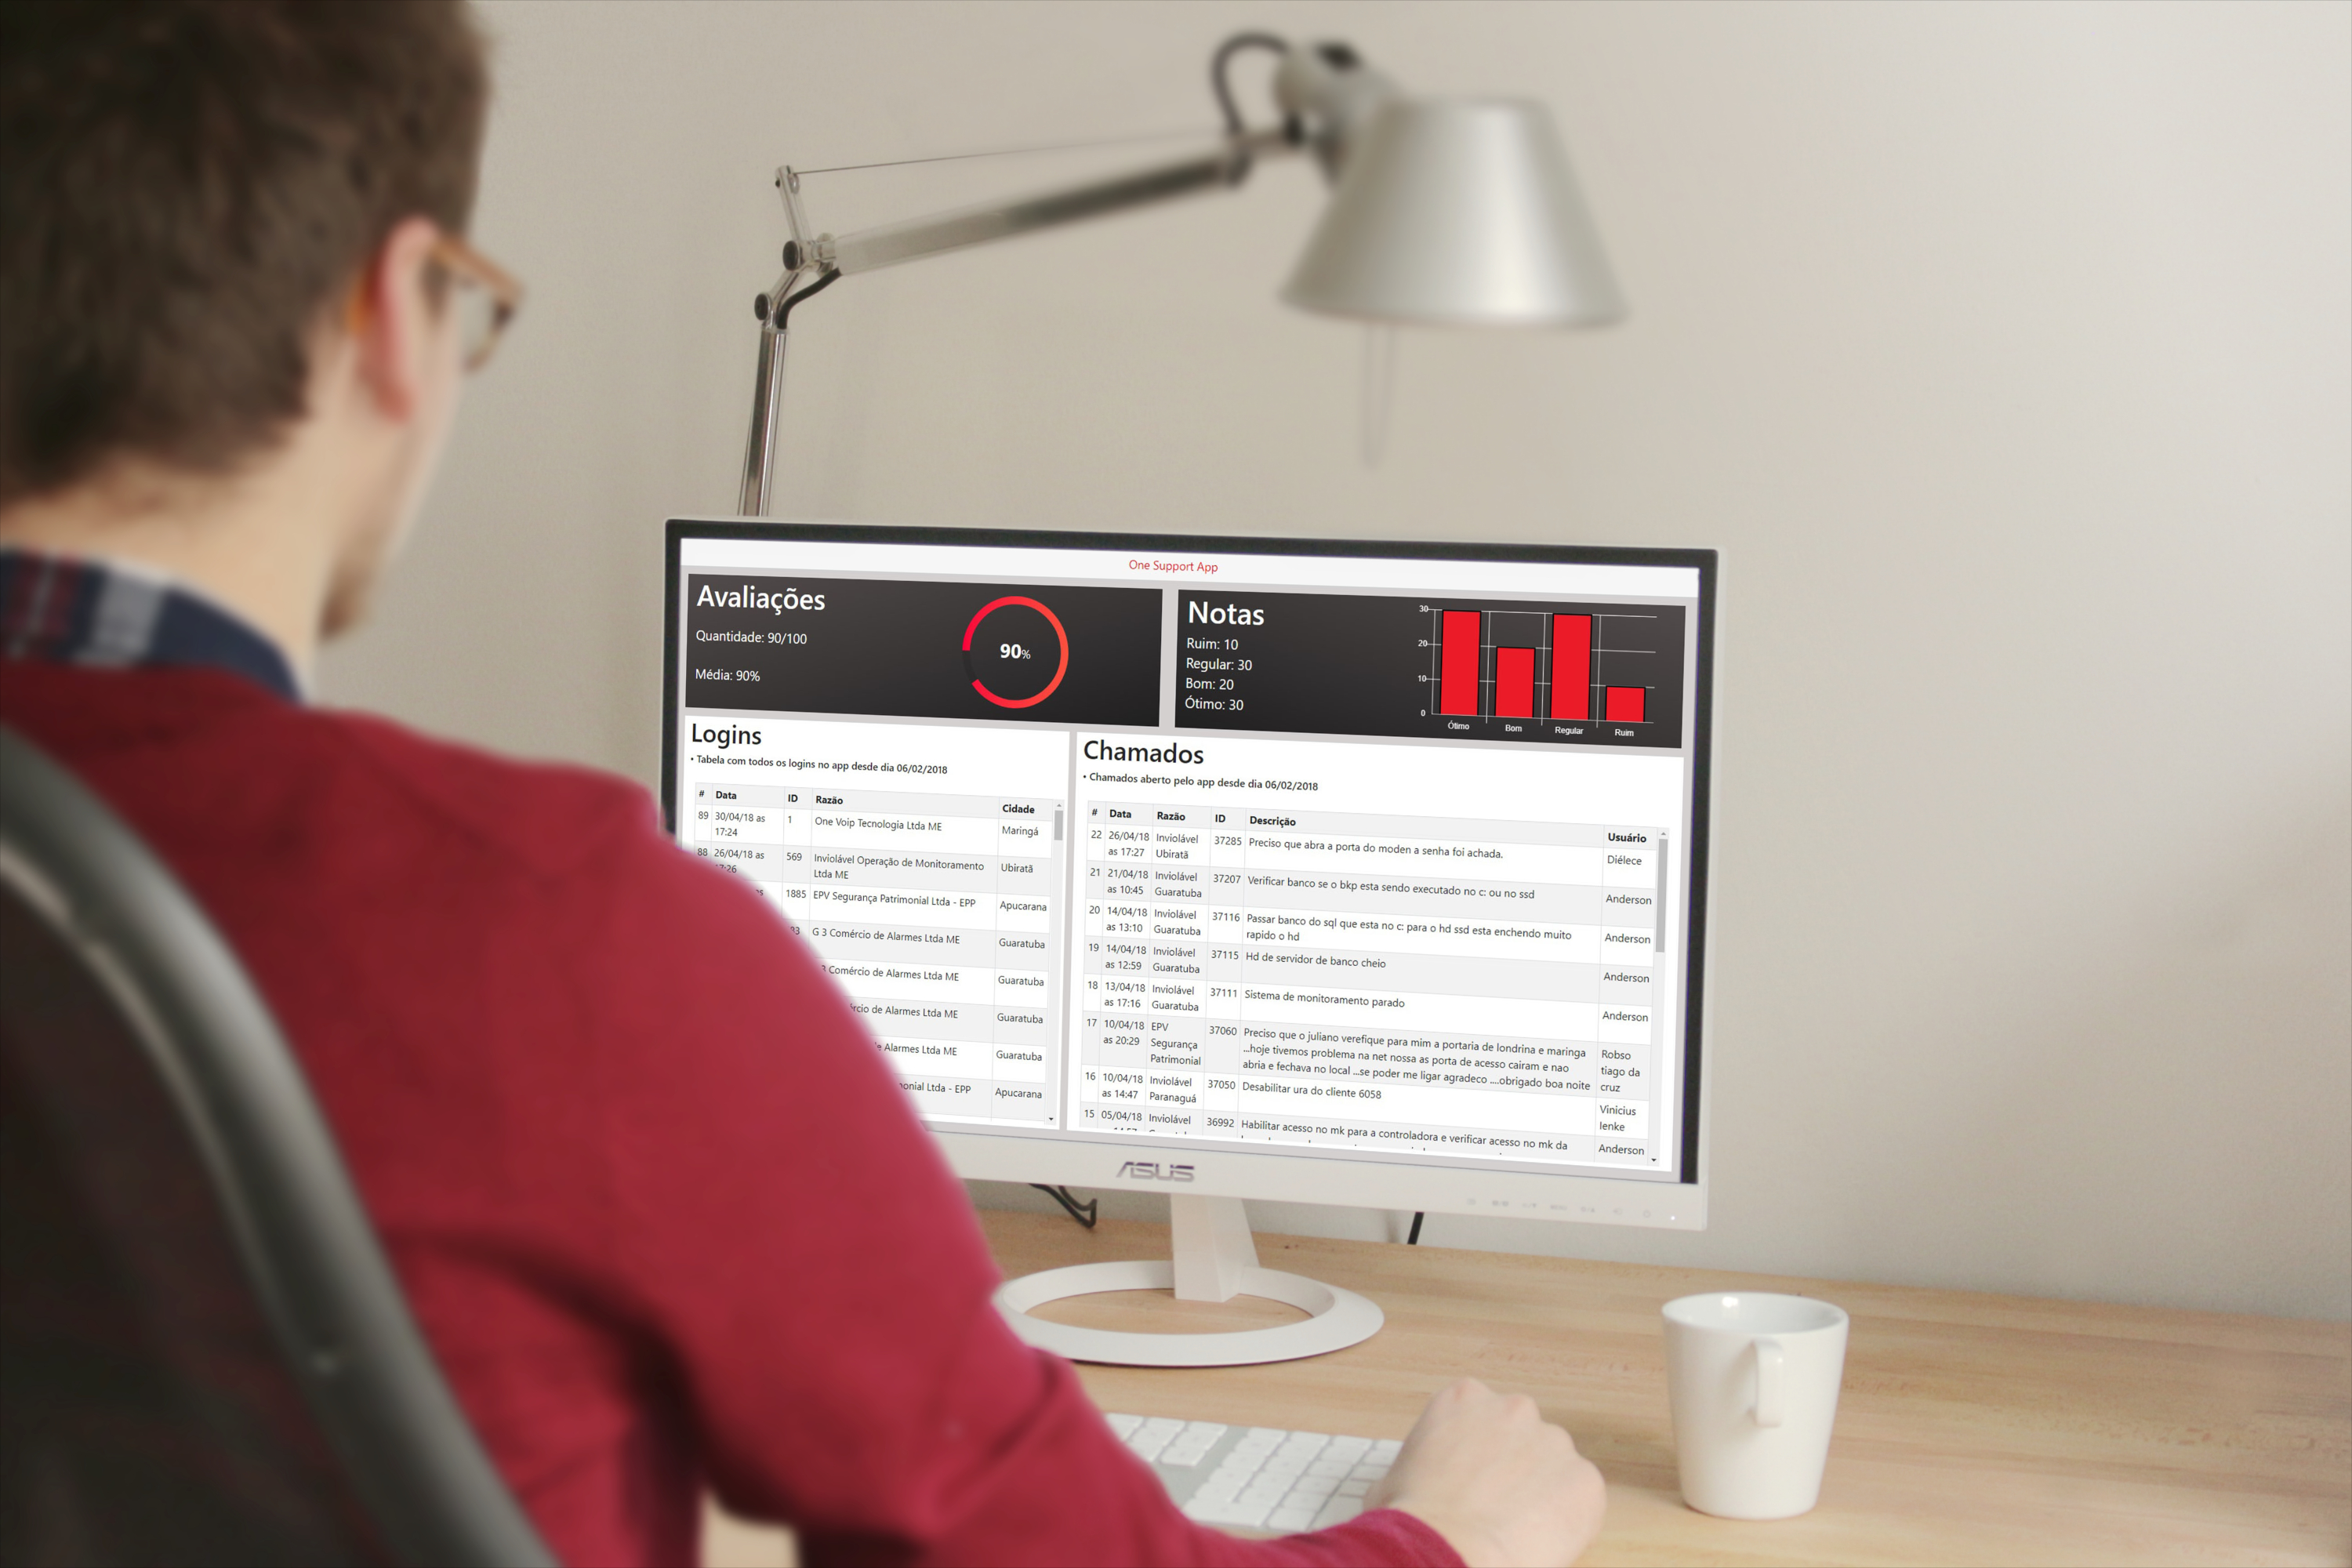 One Support App
Avaliações
Quantidade: 90/100
Média: 90%
90%
Notas
Ruim: 10
Regular: 30
Bom: 20
Ótimo: 30
30
20
10
0
Ótimo Bom Regular Ruim
Logins
• Tabela com todos os logins no app desde dia 06/02/2018
# Data ID Razão Cidade
89 30/04/18 as 1 One Voip Tecnologia Ltda ME Maringá
17:24
88 26/04/18 as 569 Inviolável Operação de Monitoramento Ubiratã
Ltda ME
1885 EPV Segurança Patrimonial Ltda - EPP Apucarana
G 3 Comércio de Alarmes Ltda ME Guaratuba
Comércio de Alarmes Ltda ME Guaratuba
de Alarmes Ltda ME Guaratuba
Alarmes Ltda ME Guaratuba
Ltda - EPP Apucarana
Chamados
• Chamados aberto pelo app desde dia 06/02/2018
# Data Razão ID Descrição Usuário
22 26/04/18 Inviolável 37285 Preciso que abra a porta do moden a senha foi achada. Diélece
as 17:27 Ubiratã
21 21/04/18 Inviolável 37207 Verificar banco se o bkp esta sendo executado no c: ou no ssd Anderson
as 10:45 Guaratuba
20 14/04/18 Inviolável 37116 Passar banco do sql que esta no c: para o hd ssd esta enchendo muito Anderson
as 13:10 Guaratuba rapido o hd
19 14/04/18 Inviolável 37115 Hd de servidor de banco cheio Anderson
as 12:59 Guaratuba
18 13/04/18 Inviolável 37111 Sistema de monitoramento parado Anderson
as 17:16 Guaratuba
17 10/04/18 EPV 37060 Preciso que o juliano verefique para mim a portaria de londrina e maringa Robso
as 20:29 Segurança ...hoje tivemos problema na net nossa as porta de acesso cairam e nao tiago da
Patrimonial abria e fechava no local ...se poder me ligar agradeco ....obrigado boa noite cruz
16 10/04/18 Inviolável 37050 Desabilitar ura do cliente 6058 Vinicius
as 14:47 Paranaguá Ienke
15 05/04/18 Inviolável 36992 Habilitar acesso no mk para a controladora e verificar acesso no mk da Anderson
ASUS